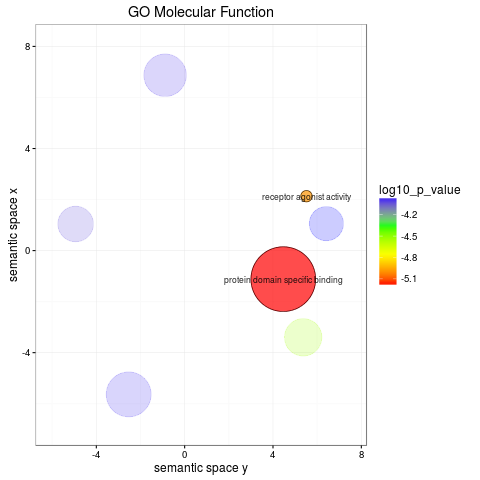 GO Molecular Function
8
4
0
-4
semantic space x
receptor agonist activity
protein domain specific binding
-4
0
4
8
semantic space y
log10_p_value
-4.2
-4.5
-4.8
-5.1